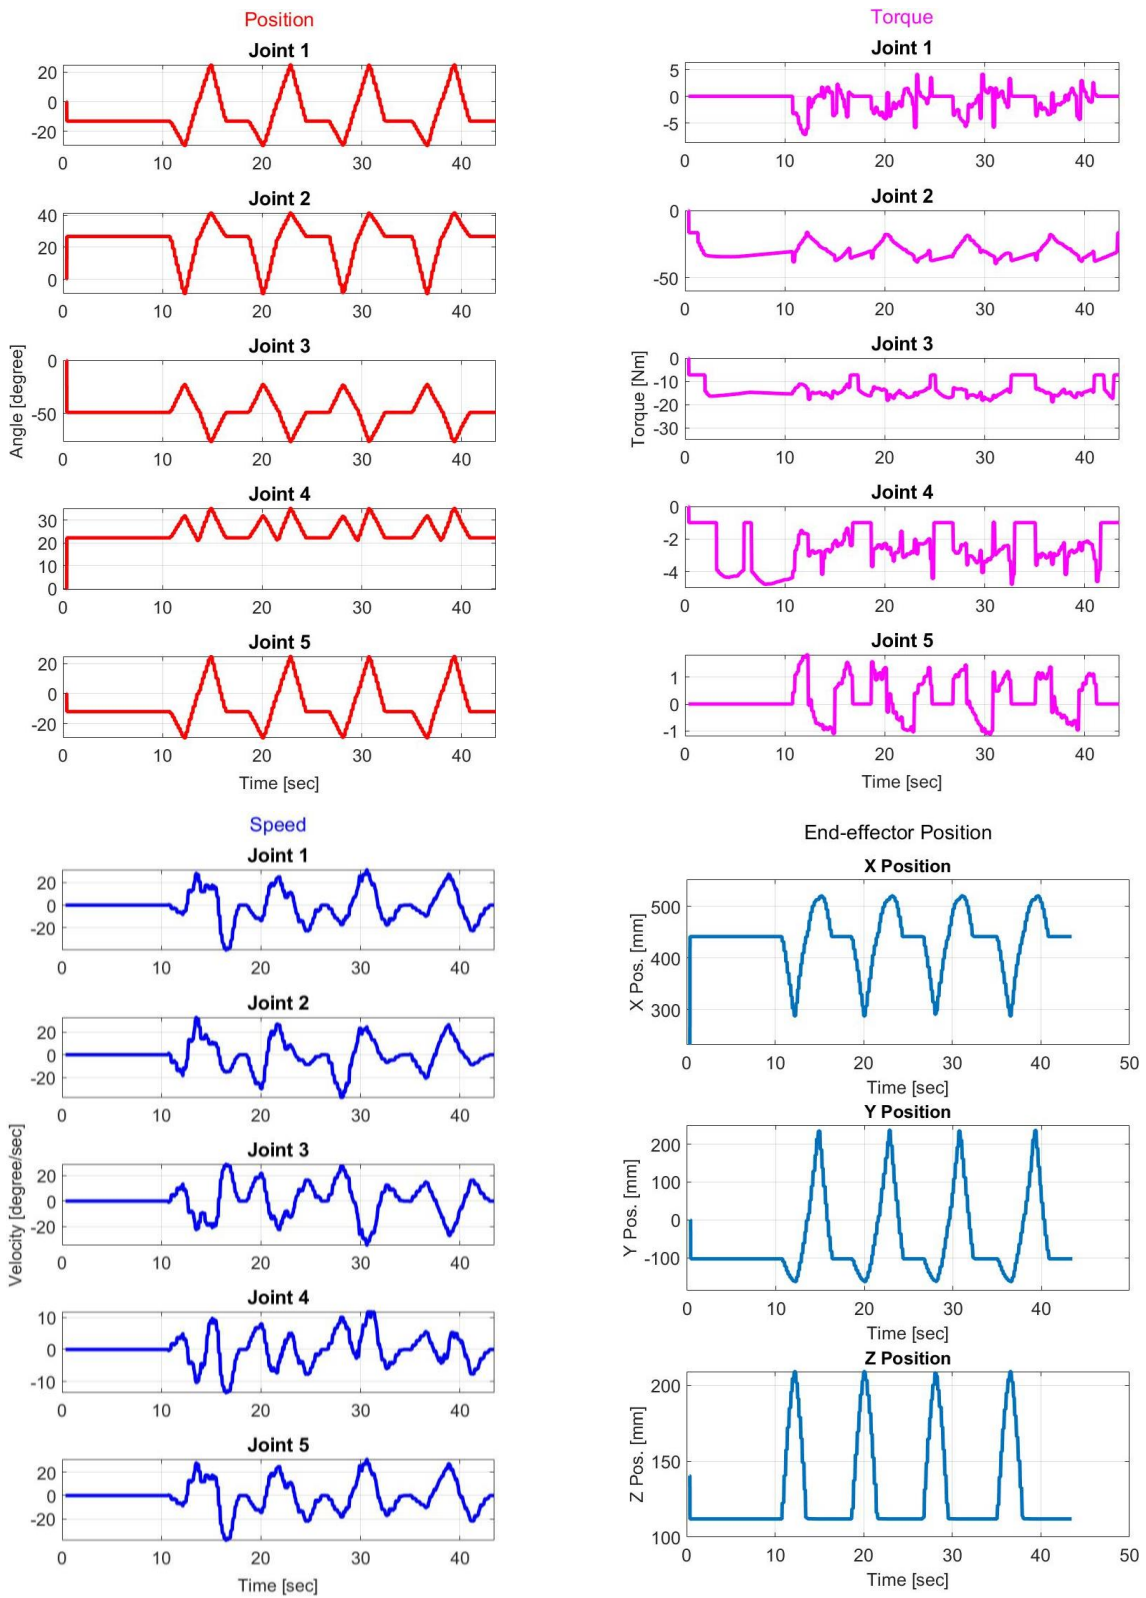 Position
Joint 1
20
0
-20
0 10 20 30 40
Joint 2
40
20
0
0 10 20 30 40
Joint 3
0
-50
0 10 20 30 40
Joint 4
30
20
10
0
0 10 20 30 40
Joint 5
20
0
-20
0 10 20 30 40
Angle [degree]
Time [sec]
Torque
Joint 1
5
0
-5
0 10 20 30 40
Joint 2
0
-50
0 10 20 30 40
Joint 3
0
-10
-20
-30
0 10 20 30 40
Joint 4
0
-2
-4
0 10 20 30 40
Joint 5
1
0
-1
0 10 20 30 40
Torque [Nm]
Time [sec]
Speed
Joint 1
20
0
-20
0 10 20 30 40
Joint 2
20
0
-20
0 10 20 30 40
Joint 3
20
0
-20
0 10 20 30 40
Joint 4
10
0
-10
0 10 20 30 40
Joint 5
20
0
-20
0 10 20 30 40
Velocity [degree/sec]
Time [sec]
End-effector Position
X Position
500
400
300
X Pos. [mm]
0 10 20 30 40 50
Time [sec]
Y Position
200
100
0
-100
Y Pos. [mm]
0 10 20 30 40 50
Time [sec]
Z Position
200
150
100
Z Pos. [mm]
0 10 20 30 40 50
Time [sec]